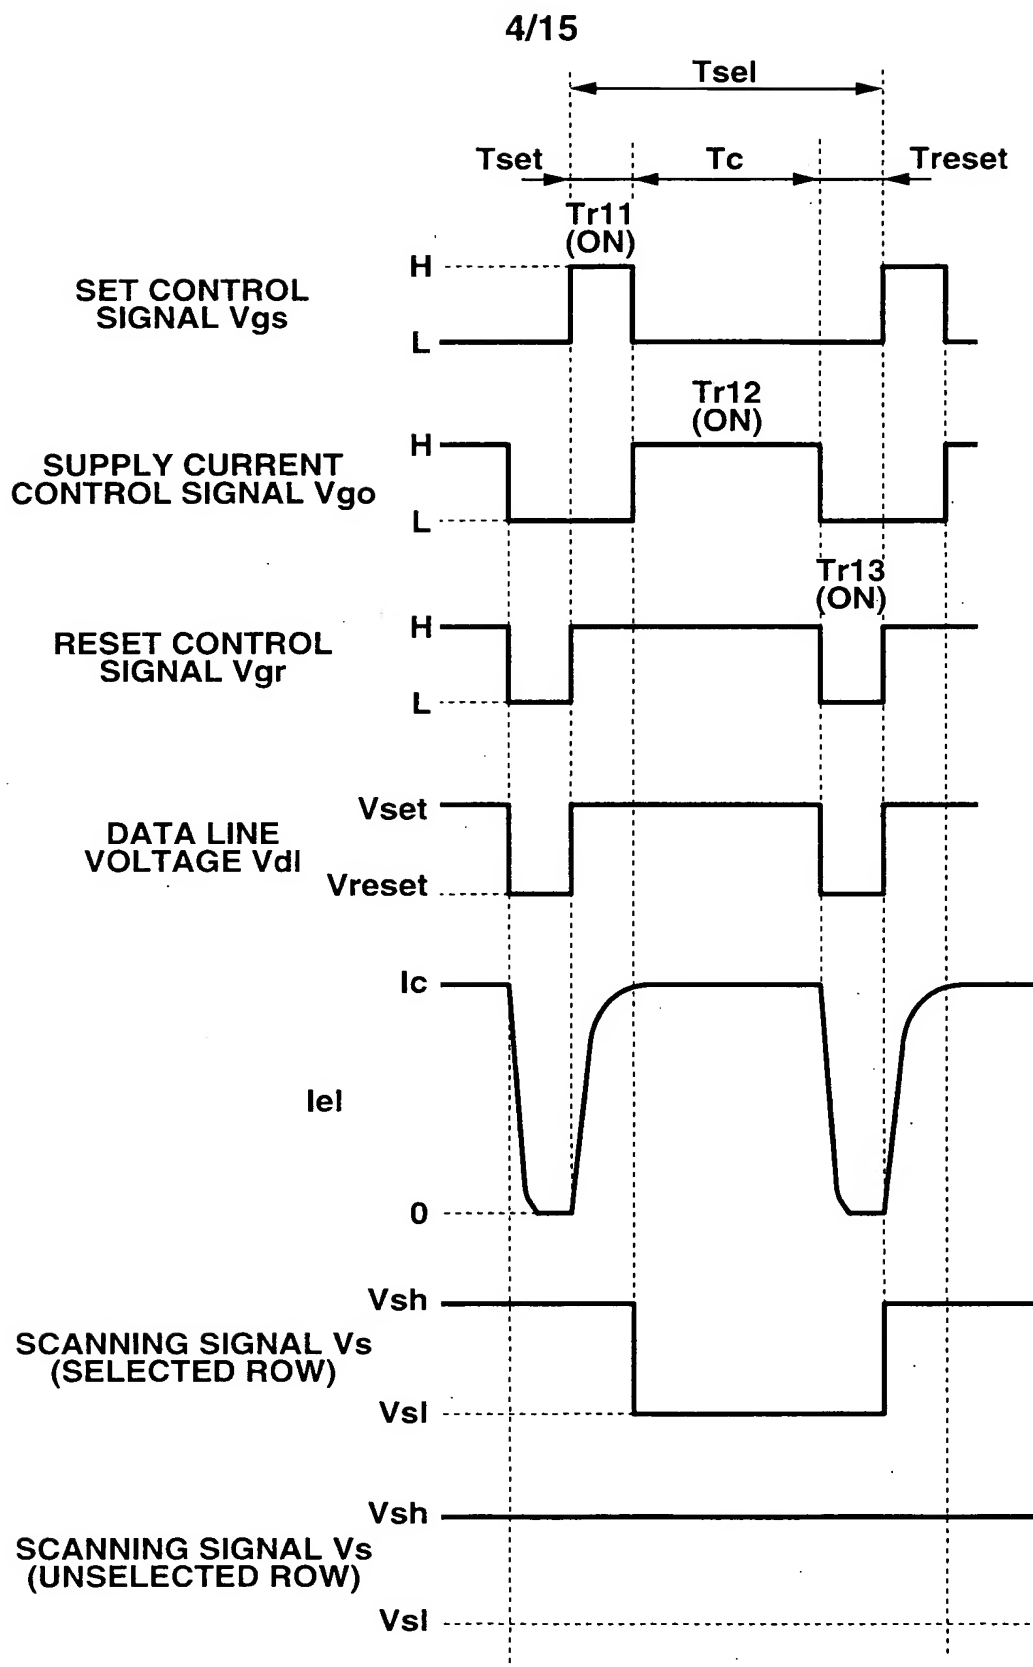 4/15
Tsel
Tset Tc Treset
Tr11
(ON)
H
SET CONTROL
SIGNAL Vgs
L
Tr12
(ON)
H
SUPPLY CURRENT
CONTROL SIGNAL Vgo
L
Tr13
(ON)
H
RESET CONTROL
SIGNAL Vgr
L
Vset
DATA LINE
VOLTAGE Vdl
Vreset
Ic
Iel
0
Vsh
SCANNING SIGNAL Vs
(SELECTED ROW)
Vsl
Vsh
SCANNING SIGNAL Vs
(UNSELECTED ROW)
Vsl